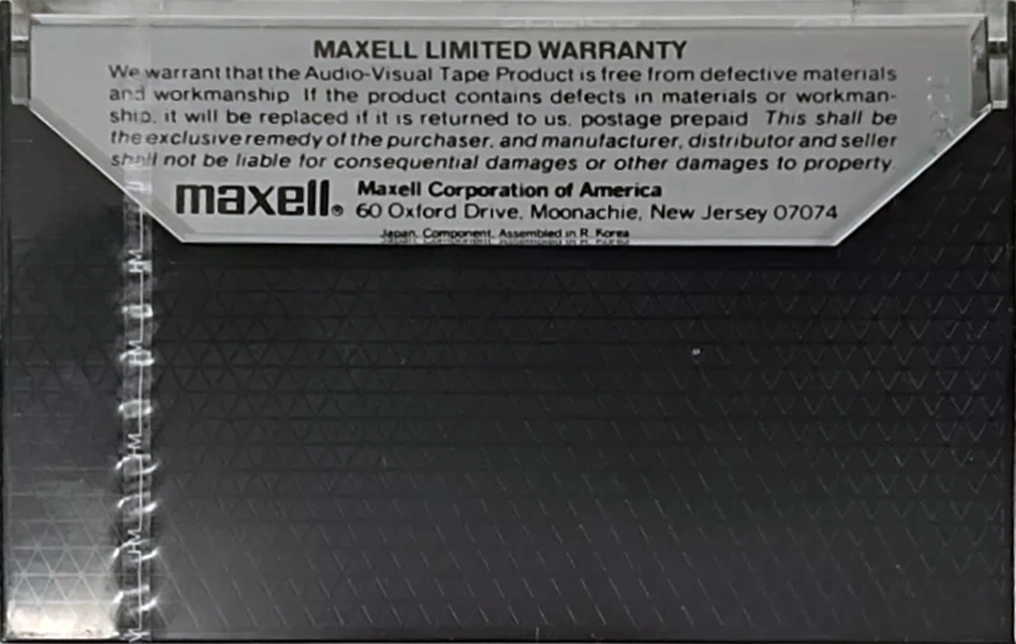 MAXELL LIMITED WARRANTY
We warrant that the Audio-Visual Tape Product is free from defective materials
and workmanship. If the product contains defects in materials or workman-
ship, it will be replaced if it is returned to us, postage prepaid. This shall be
the exclusive remedy of the purchaser, and manufacturer, distributor and seller
shall not be liable for consequential damages or other damages to property.
maxell® Maxell Corporation of America
60 Oxford Drive, Moonachie, New Jersey 07074
Japan, Component, Assembled in R. Korea